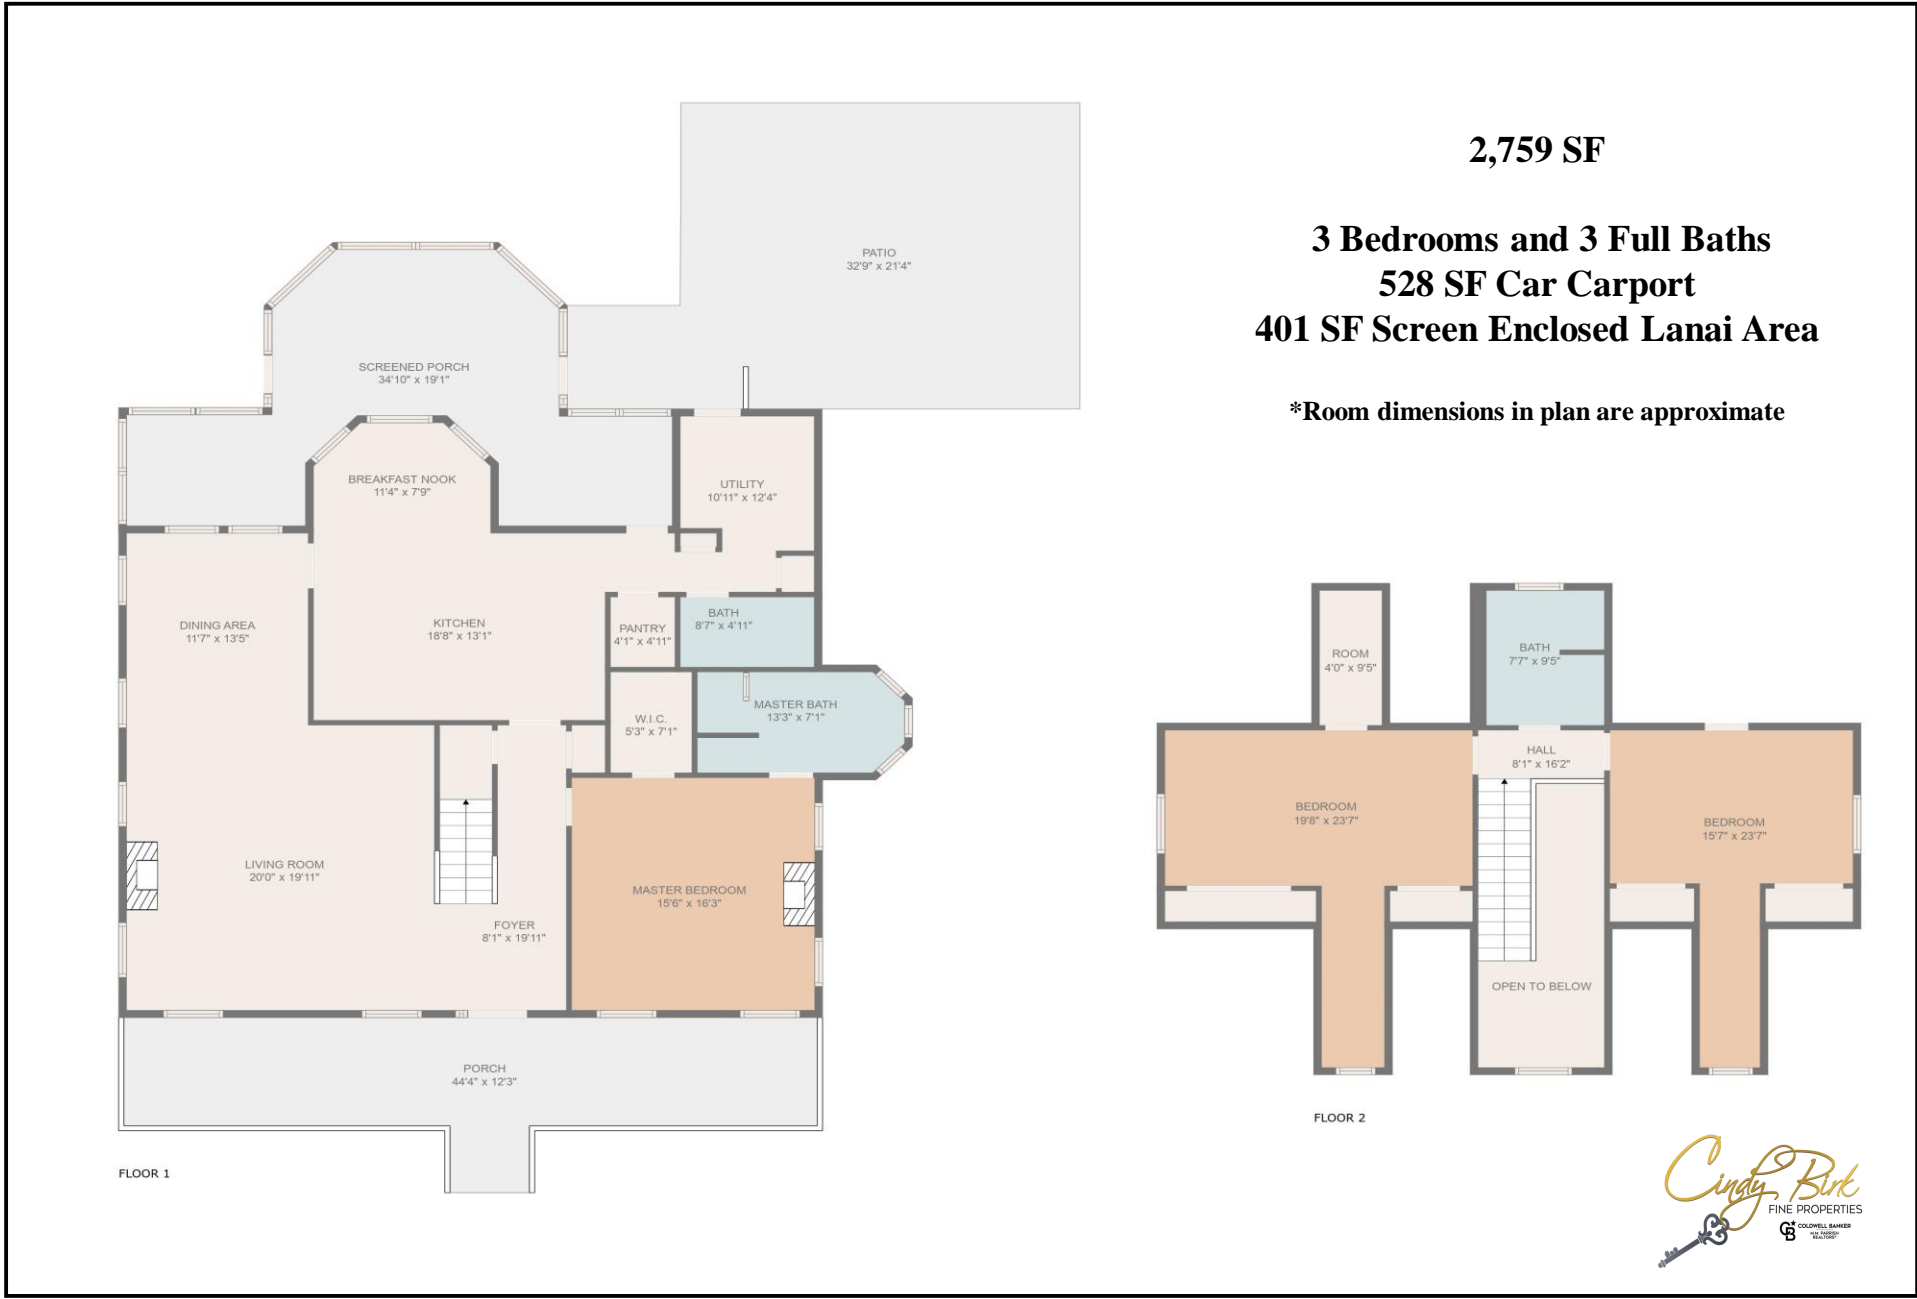 2,759 SF
3 Bedrooms and 3 Full Baths
528 SF Car Carport
401 SF Screen Enclosed Lanai Area
*Room dimensions in plan are approximate
PATIO
32'9" x 21'4"
SCREENED PORCH
34'10" x 19'1"
BREAKFAST NOOK
11'4" x 7'9"
UTILITY
10'11" x 12'4"
DINING AREA
11'7" x 13'5"
KITCHEN
18'8" x 13'1"
PANTRY
4'1" x 4'11"
BATH
8'7" x 4'11"
W.I.C.
5'3" x 7'1"
MASTER BATH
13'3" x 7'1"
LIVING ROOM
20'0" x 19'11"
FOYER
8'1" x 19'11"
MASTER BEDROOM
15'6" x 16'3"
PORCH
44'4" x 12'3"
FLOOR 1
ROOM
4'0" x 9'5"
BATH
7'7" x 9'5"
HALL
8'1" x 16'2"
BEDROOM
19'8" x 23'7"
BEDROOM
15'7" x 23'7"
OPEN TO BELOW
FLOOR 2
Cindy Birk
FINE PROPERTIES
CB COLDWELL BANKER
M.M. PARRISH
REALTORS®